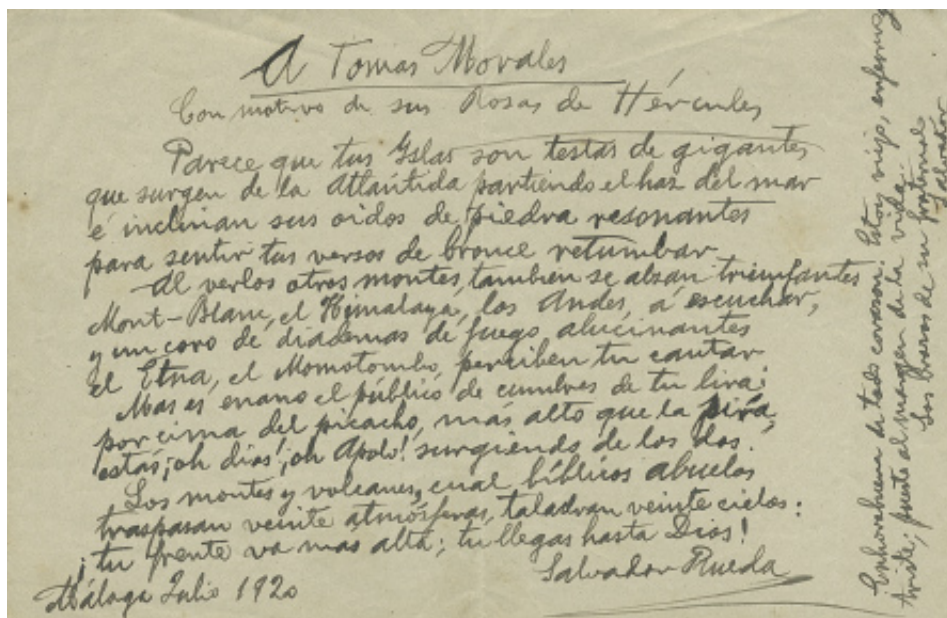 A Tomas Morales
Con motivo de sus Rosas de Hércules
Parece que tus Islas son testas de gigantes
que surgen de la Atlántida partiendo el haz del mar
é inclinan sus oidos de piedra resonantes
para sentir tus versos de bronce retumbar
Al verlos otros montes, tambien se alzan triunfantes
Mont-Blanc, el Himalaya, los Andes, á escuchar,
y un coro de diademas de fuego alucinantes
el Etna, el Momotombo, perciben tu cantar
Mas es enano el público de cumbres de tu lira:
por cima del picacho, más alto que la pira,
estás ¡oh dios! ¡oh Apolo! surgiendo de los dos.
Los montes y volcanes, cual bíblicos abuelos
traspasan veinte atmósferas, taladran veinte cielos:
¡tu frente va mas alta; tu llegas hasta Dios!
Salvador Rueda
Málaga Julio 1920
Enhorabuena de todo corazon. Estoy viejo, enfermo y
triste; puesto al margen de la vida.
Los brazos de su fraternal
Salvador